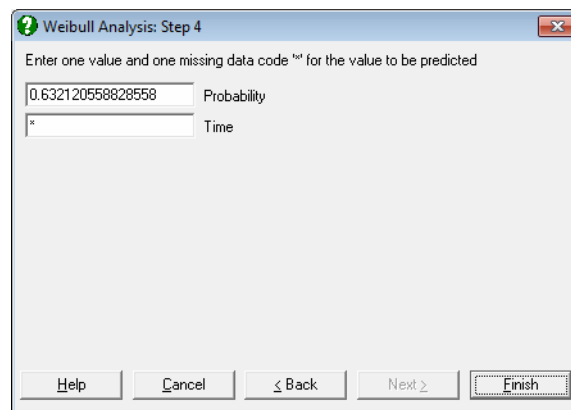 Weibull Analysis: Step 4
Enter one value and one missing data code '*' for the value to be predicted
0.632120558828558 Probability
* Time
Help Cancel < Back Next > Finish